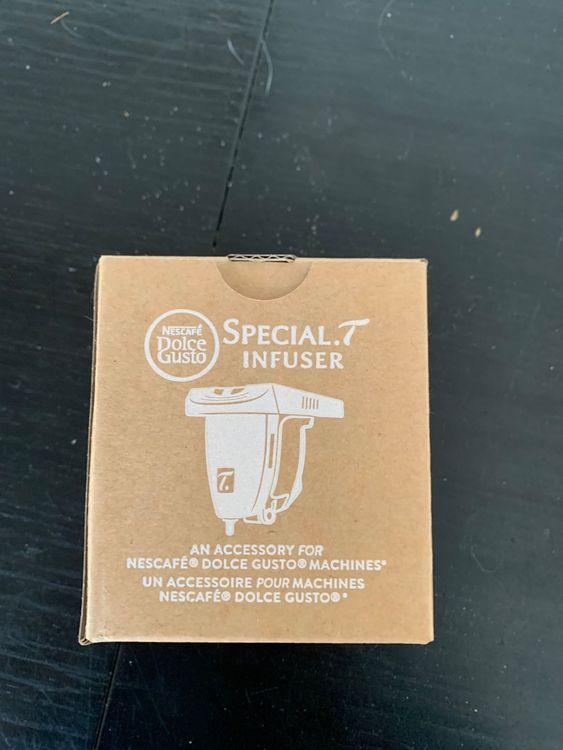 NESCAFÉ
Dolce
Gusto
SPECIAL.T
INFUSER
T.
AN ACCESSORY FOR
NESCAFÉ® DOLCE GUSTO® MACHINES*
UN ACCESSOIRE POUR MACHINES
NESCAFÉ® DOLCE GUSTO® *